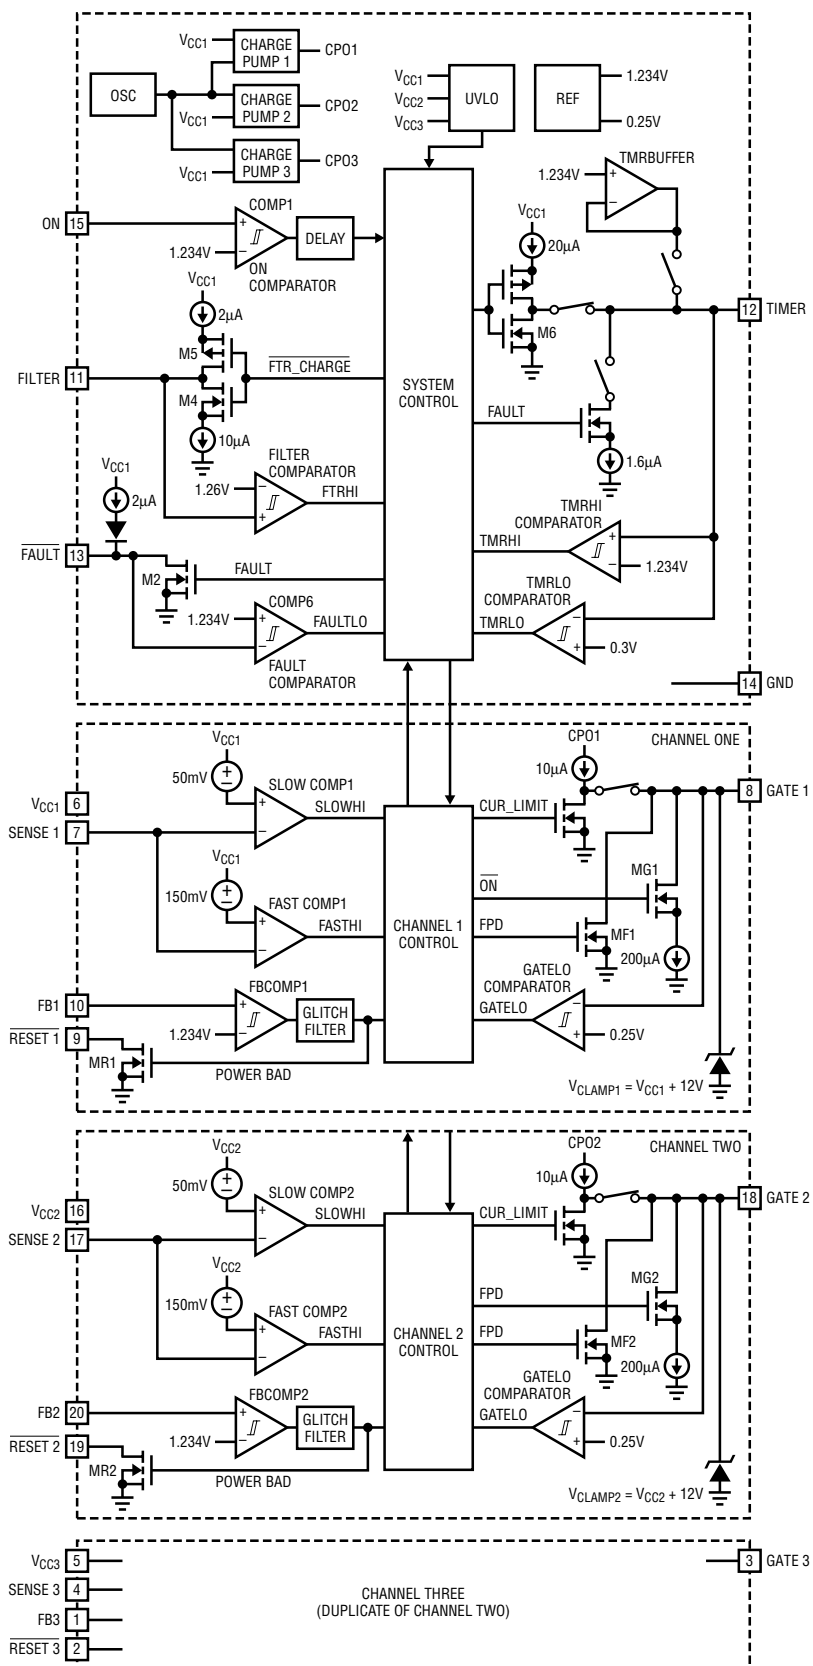 VCC1
CHARGE
PUMP 1
CPO1
OSC
CHARGE
PUMP 2
CPO2
VCC1
CHARGE
PUMP 3
CPO3
VCC1
VCC1
VCC2
VCC3
UVLO
REF
1.234V
0.25V
TMRBUFFER
1.234V
+
–
ON
15
COMP1
+
1.234V
–
ON
COMPARATOR
DELAY
VCC1
20µA
M6
12
TIMER
VCC1
2µA
M5
FILTER
11
FTR_CHARGE
M4
10µA
SYSTEM
CONTROL
FAULT
1.6µA
FILTER
COMPARATOR
1.26V
–
+
FTRHI
VCC1
2µA
TMRHI
COMPARATOR
TMRHI
+
–
1.234V
FAULT
13
M2
FAULT
COMP6
1.234V
+
–
FAULTLO
FAULT
COMPARATOR
TMRLO
COMPARATOR
TMRLO
–
+
0.3V
14
GND
CHANNEL ONE
VCC1
50mV
+
–
SLOW COMP1
+
–
SLOWHI
VCC1
6
SENSE 1
7
CPO1
10µA
8
GATE 1
CUR_LIMIT
VCC1
150mV
+
–
FAST COMP1
+
–
FASTHI
CHANNEL 1
CONTROL
ON
MG1
FPD
MF1
200µA
FB1
10
FBCOMP1
+
1.234V
–
GLITCH
FILTER
GATELO
COMPARATOR
GATELO
–
+
0.25V
RESET 1
9
MR1
POWER BAD
VCLAMP1 = VCC1 + 12V
CHANNEL TWO
VCC2
50mV
+
–
SLOW COMP2
+
–
SLOWHI
VCC2
16
SENSE 2
17
CPO2
10µA
18
GATE 2
CUR_LIMIT
VCC2
150mV
+
–
FAST COMP2
+
–
FASTHI
CHANNEL 2
CONTROL
FPD
MG2
FPD
MF2
200µA
FB2
20
FBCOMP2
+
1.234V
–
GLITCH
FILTER
GATELO
COMPARATOR
GATELO
–
+
0.25V
RESET 2
19
MR2
POWER BAD
VCLAMP2 = VCC2 + 12V
VCC3
5
SENSE 3
4
FB3
1
RESET 3
2
CHANNEL THREE
(DUPLICATE OF CHANNEL TWO)
3
GATE 3